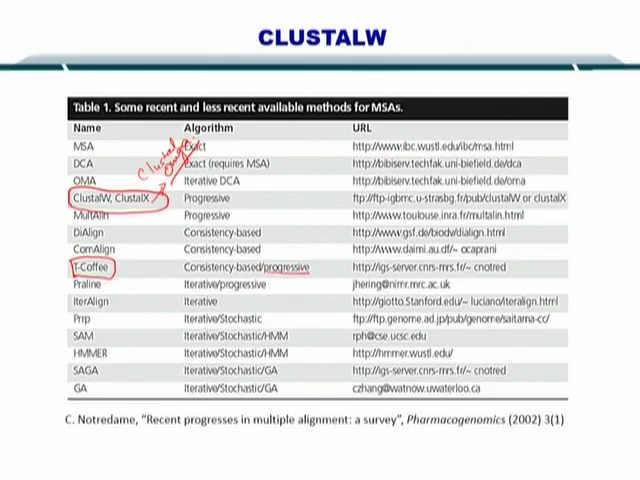 CLUSTALW
Table 1. Some recent and less recent available methods for MSAs.
Name Algorithm URL
MSA Exact http://www.ibc.wustl.edu/ibc/msa.html
DCA Exact (requires MSA) http://bibiserv.techfak.uni-biefield.de/dca
OMA Iterative DCA http://bibiserv.techfak.uni-biefield.de/oma
ClustalW, ClustalX Progressive ftp://ftp-igbmc.u-strasbg.fr/pub/clustalW or clustalX
MultAlin Progressive http://www.toulouse.inra.fr/multalin.html
DiAlign Consistency-based http://www.gsf.de/biodv/dialign.html
ComAlign Consistency-based http://www.daimi.au.df/~ ocaprani
T-Coffee Consistency-based/progressive http://igs-server.cnrs-mrs.fr/~ cnotred
Praline Iterative/progressive jhering@nimr.mrc.ac.uk
IterAlign Iterative http://giotto.Stanford.edu/~ luciano/iteralign.html
Prrp Iterative/Stochastic ftp://ftp.genome.ad.jp/pub/genome/saitama-cc/
SAM Iterative/Stochastic/HMM rph@cse.ucsc.edu
HMMER Iterative/Stochastic/HMM http://hmmer.wustl.edu/
SAGA Iterative/Stochastic/GA http://igs-server.cnrs-mrs.fr/~ cnotred
GA Iterative/Stochastic/GA czhang@watnow.uwaterloo.ca
Clustal
Omega
C. Notredame, “Recent progresses in multiple alignment: a survey”, Pharmacogenomics (2002) 3(1)